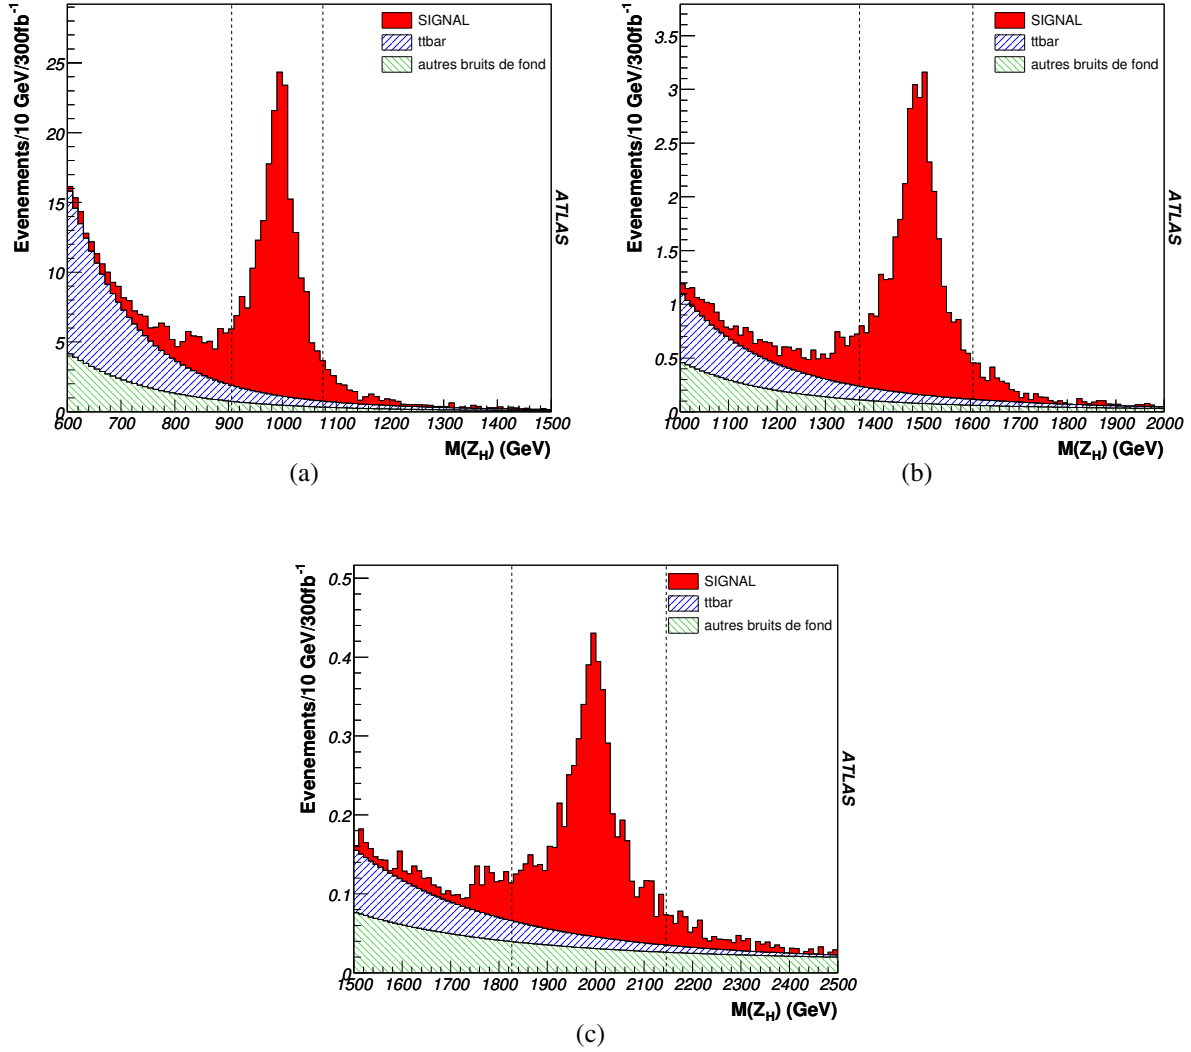 Evenements/10 GeV/300fb-1
25
20
15
10
5
0
600 700 800 900 1000 1100 1200 1300 1400 1500
M(ZH) (GeV)
SIGNAL
ttbar
autres bruits de fond
ATLAS
(a)
Evenements/10 GeV/300fb-1
3.5
3
2.5
2
1.5
1
0.5
0
1000 1100 1200 1300 1400 1500 1600 1700 1800 1900 2000
M(ZH) (GeV)
SIGNAL
ttbar
autres bruits de fond
ATLAS
(b)
Evenements/10 GeV/300fb-1
0.5
0.4
0.3
0.2
0.1
0
1500 1600 1700 1800 1900 2000 2100 2200 2300 2400 2500
M(ZH) (GeV)
SIGNAL
ttbar
autres bruits de fond
ATLAS
(c)